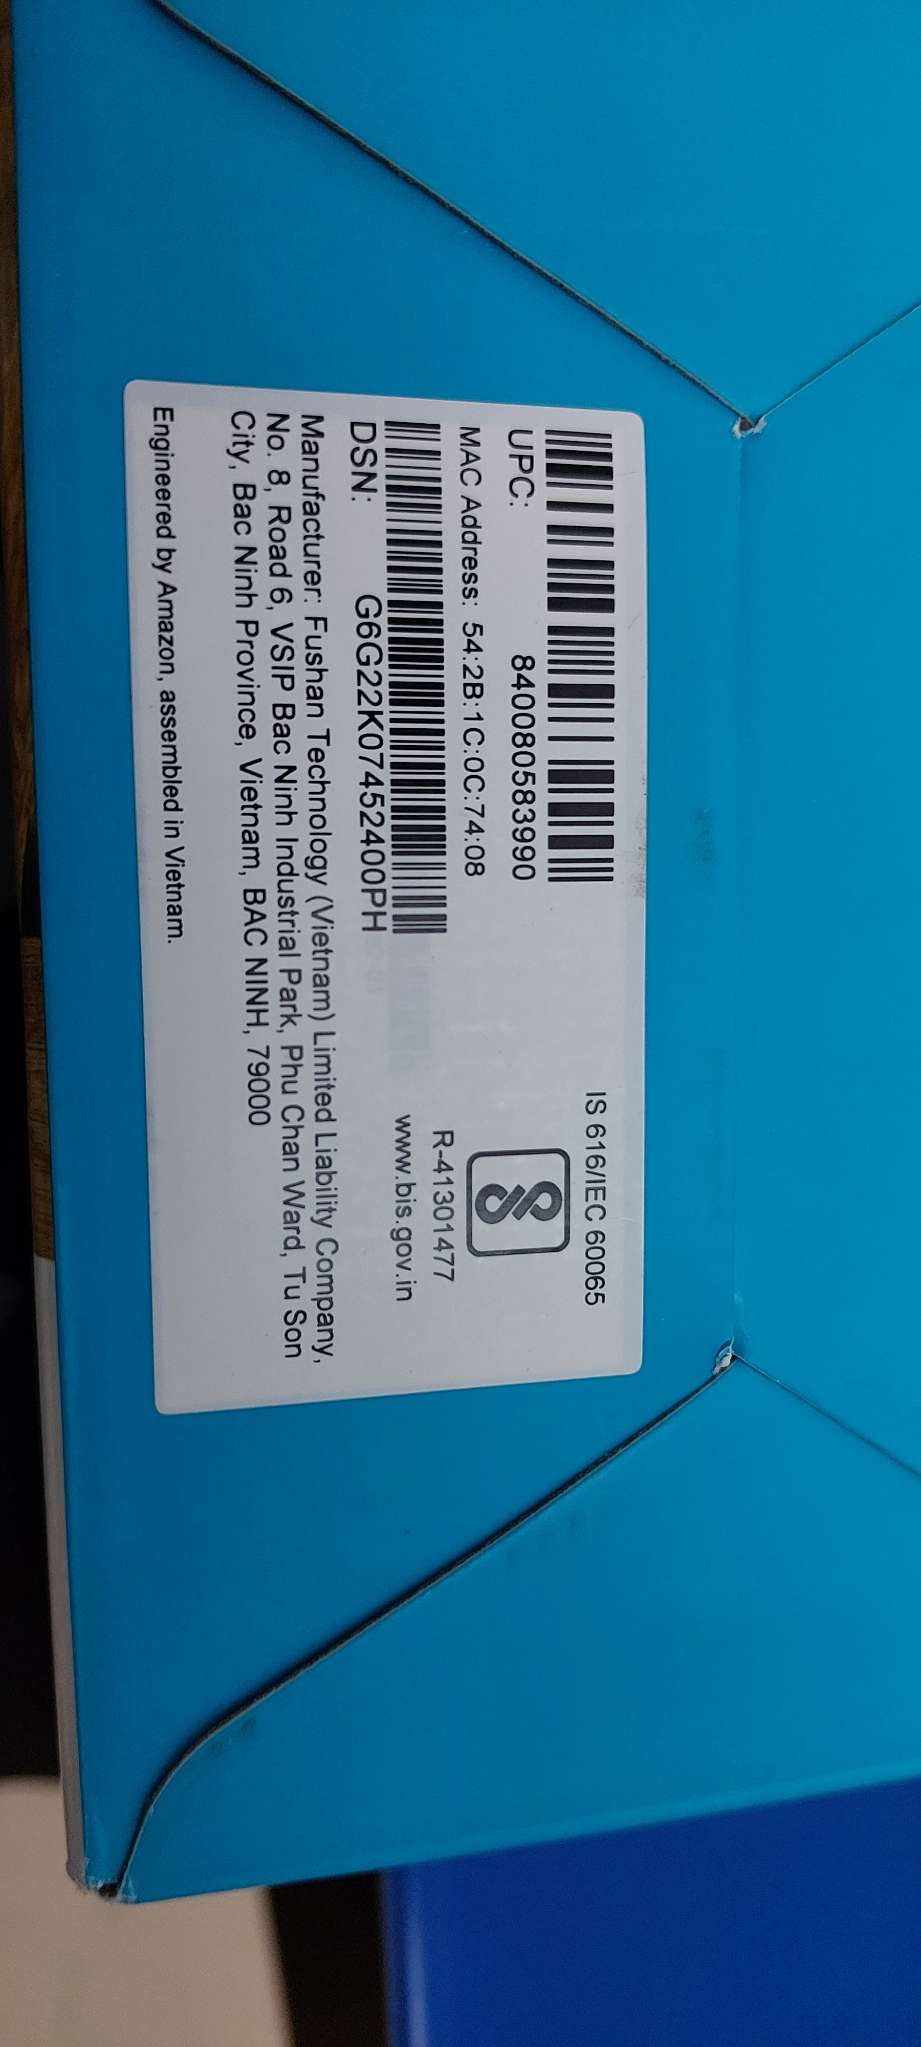 IS 616/IEC 60065
UPC: 840080583990
MAC Address: 54:2B:1C:0C:74:08
R-41301477
www.bis.gov.in
DSN: G6G22K07452400PH
Manufacturer: Fushan Technology (Vietnam) Limited Liability Company,
No. 8, Road 6, VSIP Bac Ninh Industrial Park, Phu Chan Ward, Tu Son
City, Bac Ninh Province, Vietnam, BAC NINH, 79000
Engineered by Amazon, assembled in Vietnam.